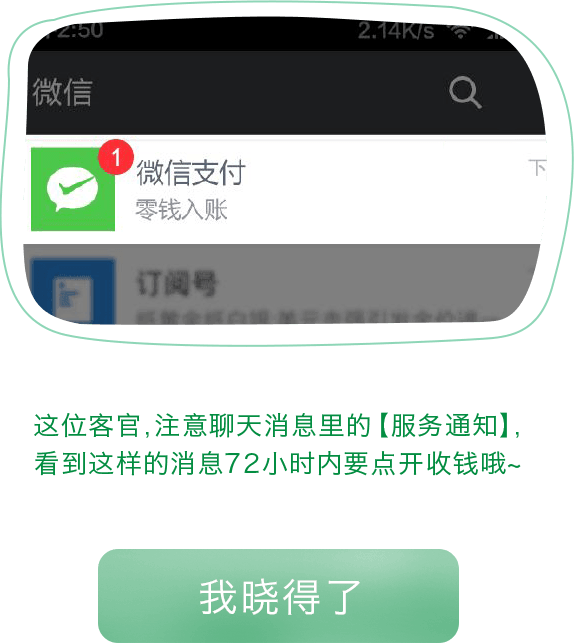 2:50 2.14K/s
微信
1
微信支付 下
零钱入账
订阅号
这位客官,注意聊天消息里的【服务通知】,
看到这样的消息72小时内要点开收钱哦~
我晓得了